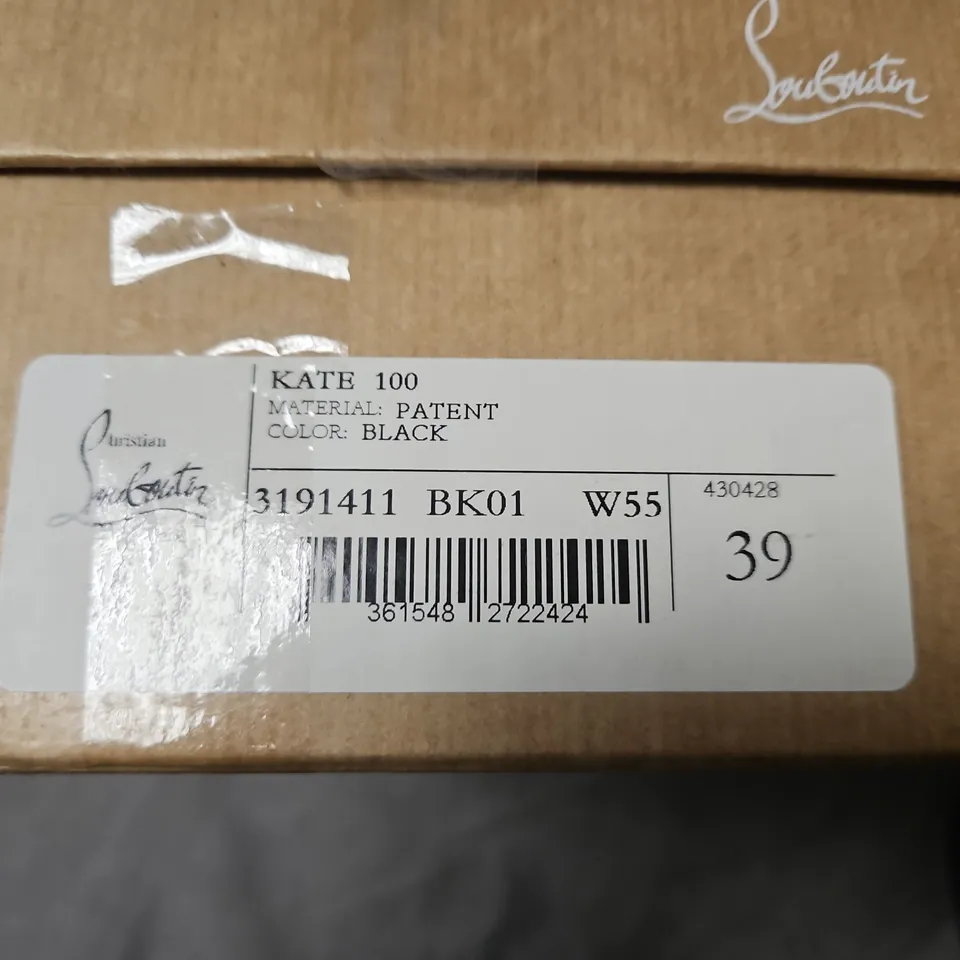 Louboutin
KATE 100
MATERIAL: PATENT
COLOR: BLACK
Christian
Louboutin
3191411 BK01 W55
430428
39
361548 2722424